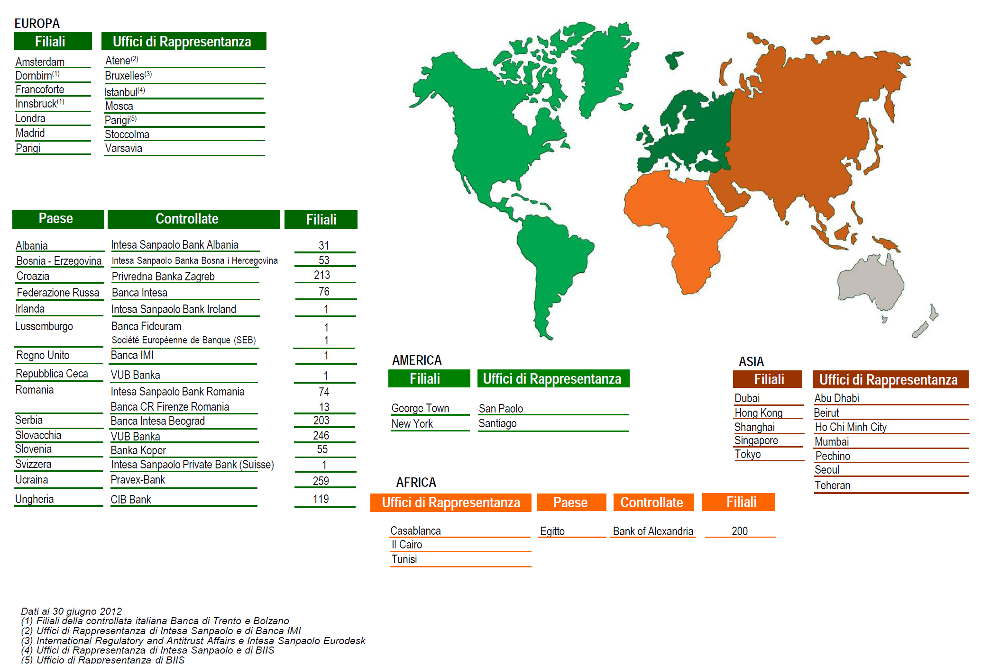 EUROPA
Filiali Uffici di Rappresentanza
Amsterdam Atene(2)
Dornbirn(1) Bruxelles(3)
Francoforte Istanbul(4)
Innsbruck(1) Mosca
Londra Parigi(5)
Madrid Stoccolma
Parigi Varsavia
Paese Controllate Filiali
Albania Intesa Sanpaolo Bank Albania 31
Bosnia - Erzegovina Intesa Sanpaolo Banka Bosna i Hercegovina 53
Croazia Privredna Banka Zagreb 213
Federazione Russa Banca Intesa 76
Irlanda Intesa Sanpaolo Bank Ireland 1
Lussemburgo Banca Fideuram 1
Société Européenne de Banque (SEB) 1
Regno Unito Banca IMI 1
Repubblica Ceca VUB Banka 1
Romania Intesa Sanpaolo Bank Romania 74
Banca CR Firenze Romania 13
Serbia Banca Intesa Beograd 203
Slovacchia VUB Banka 246
Slovenia Banka Koper 55
Svizzera Intesa Sanpaolo Private Bank (Suisse) 1
Ucraina Pravex-Bank 259
Ungheria CIB Bank 119
AMERICA
Filiali Uffici di Rappresentanza
George Town San Paolo
New York Santiago
ASIA
Filiali Uffici di Rappresentanza
Dubai Abu Dhabi
Hong Kong Beirut
Shanghai Ho Chi Minh City
Singapore Mumbai
Tokyo Pechino
Seoul
Teheran
AFRICA
Uffici di Rappresentanza Paese Controllate Filiali
Casablanca Egitto Bank of Alexandria 200
Il Cairo
Tunisi
Dati al 30 giugno 2012
(1) Filiali della controllata italiana Banca di Trento e Bolzano
(2) Uffici di Rappresentanza di Intesa Sanpaolo e di Banca IMI
(3) International Regulatory and Antitrust Affairs e Intesa Sanpaolo Eurodesk
(4) Uffici di Rappresentanza di Intesa Sanpaolo e di BIIS
(5) Ufficio di Rappresentanza di BIIS